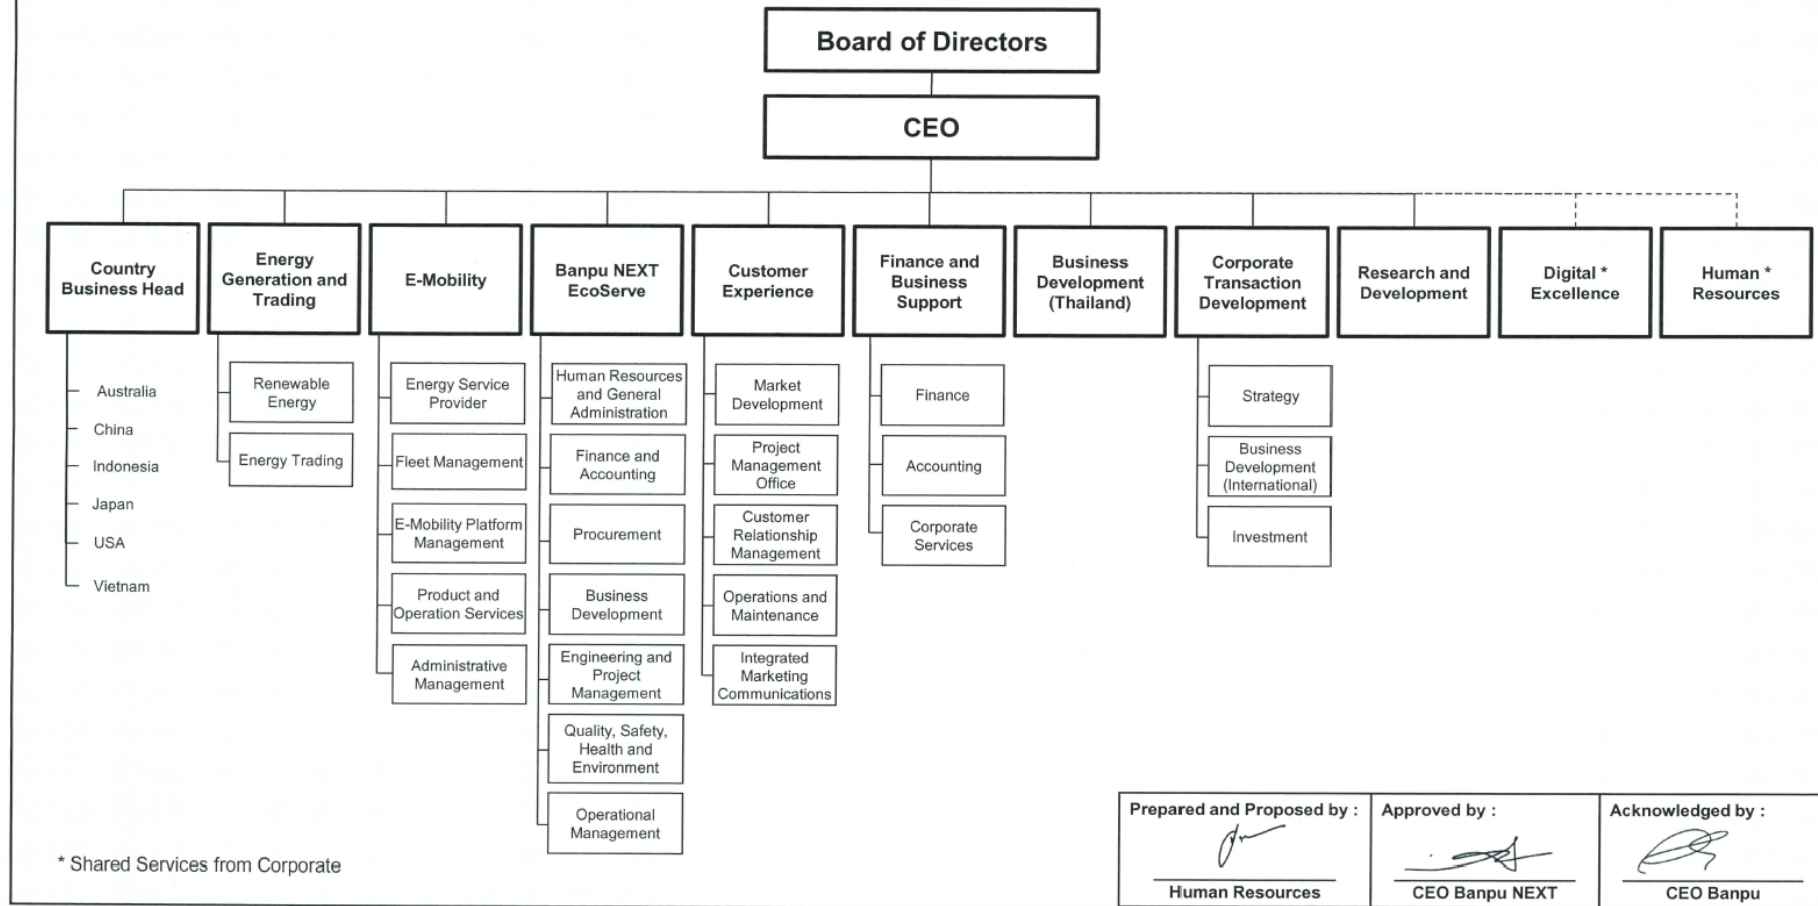 Board of Directors
CEO
Country
Business Head
Energy
Generation and
Trading
E-Mobility
Banpu NEXT
EcoServe
Customer
Experience
Finance and
Business
Support
Business
Development
(Thailand)
Corporate
Transaction
Development
Research and
Development
Digital *
Excellence
Human *
Resources
Australia
China
Indonesia
Japan
USA
Vietnam
Renewable
Energy
Energy Trading
Energy Service
Provider
Fleet Management
E-Mobility Platform
Management
Product and
Operation Services
Administrative
Management
Human Resources
and General
Administration
Finance and
Accounting
Procurement
Business
Development
Engineering and
Project
Management
Quality, Safety,
Health and
Environment
Operational
Management
Market
Development
Project
Management
Office
Customer
Relationship
Management
Operations and
Maintenance
Integrated
Marketing
Communications
Finance
Accounting
Corporate
Services
Strategy
Business
Development
(International)
Investment
* Shared Services from Corporate
Prepared and Proposed by :
Human Resources
Approved by :
CEO Banpu NEXT
Acknowledged by :
CEO Banpu